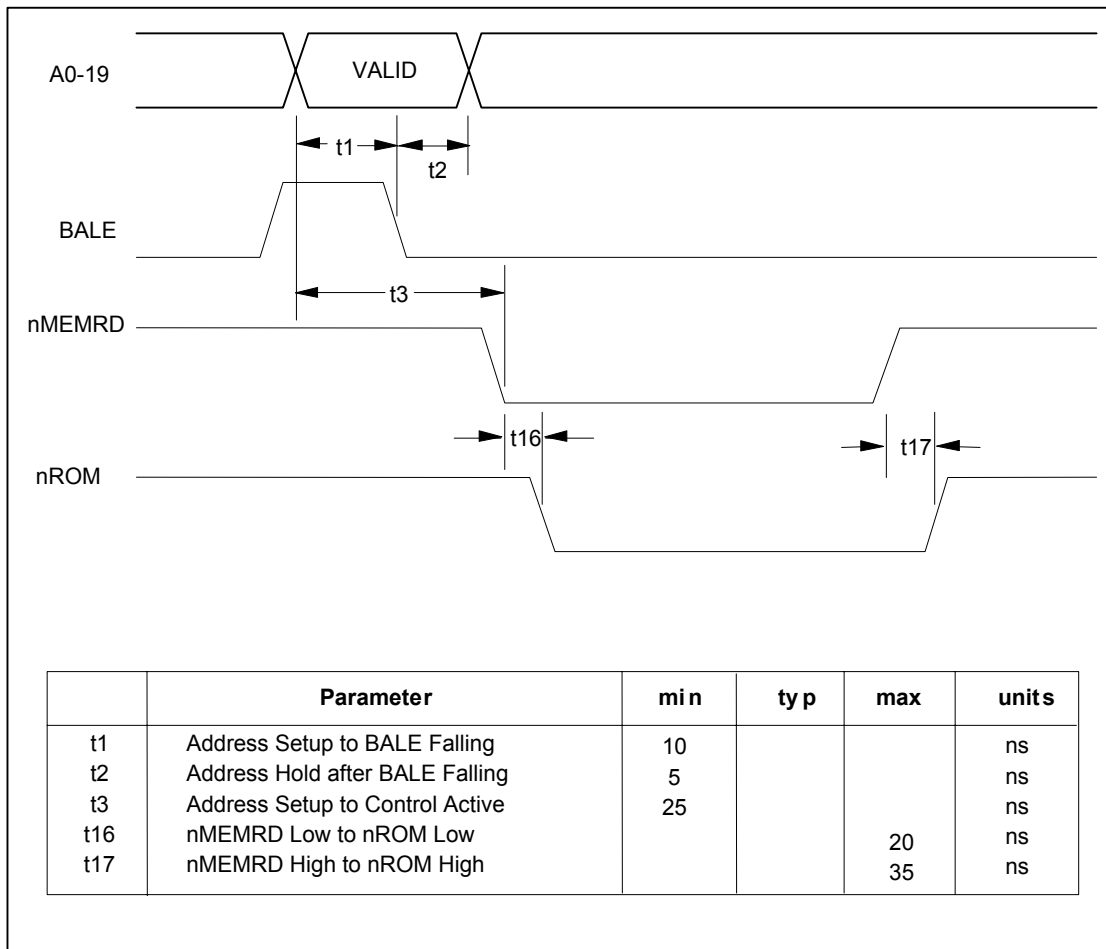 A0-19
VALID
t1
t2
BALE
t3
nMEMRD
t16
t17
nROM
Parameter min typ max units
t1 Address Setup to BALE Falling 10 ns
t2 Address Hold after BALE Falling 5 ns
t3 Address Setup to Control Active 25 ns
t16 nMEMRD Low to nROM Low 20 ns
t17 nMEMRD High to nROM High 35 ns